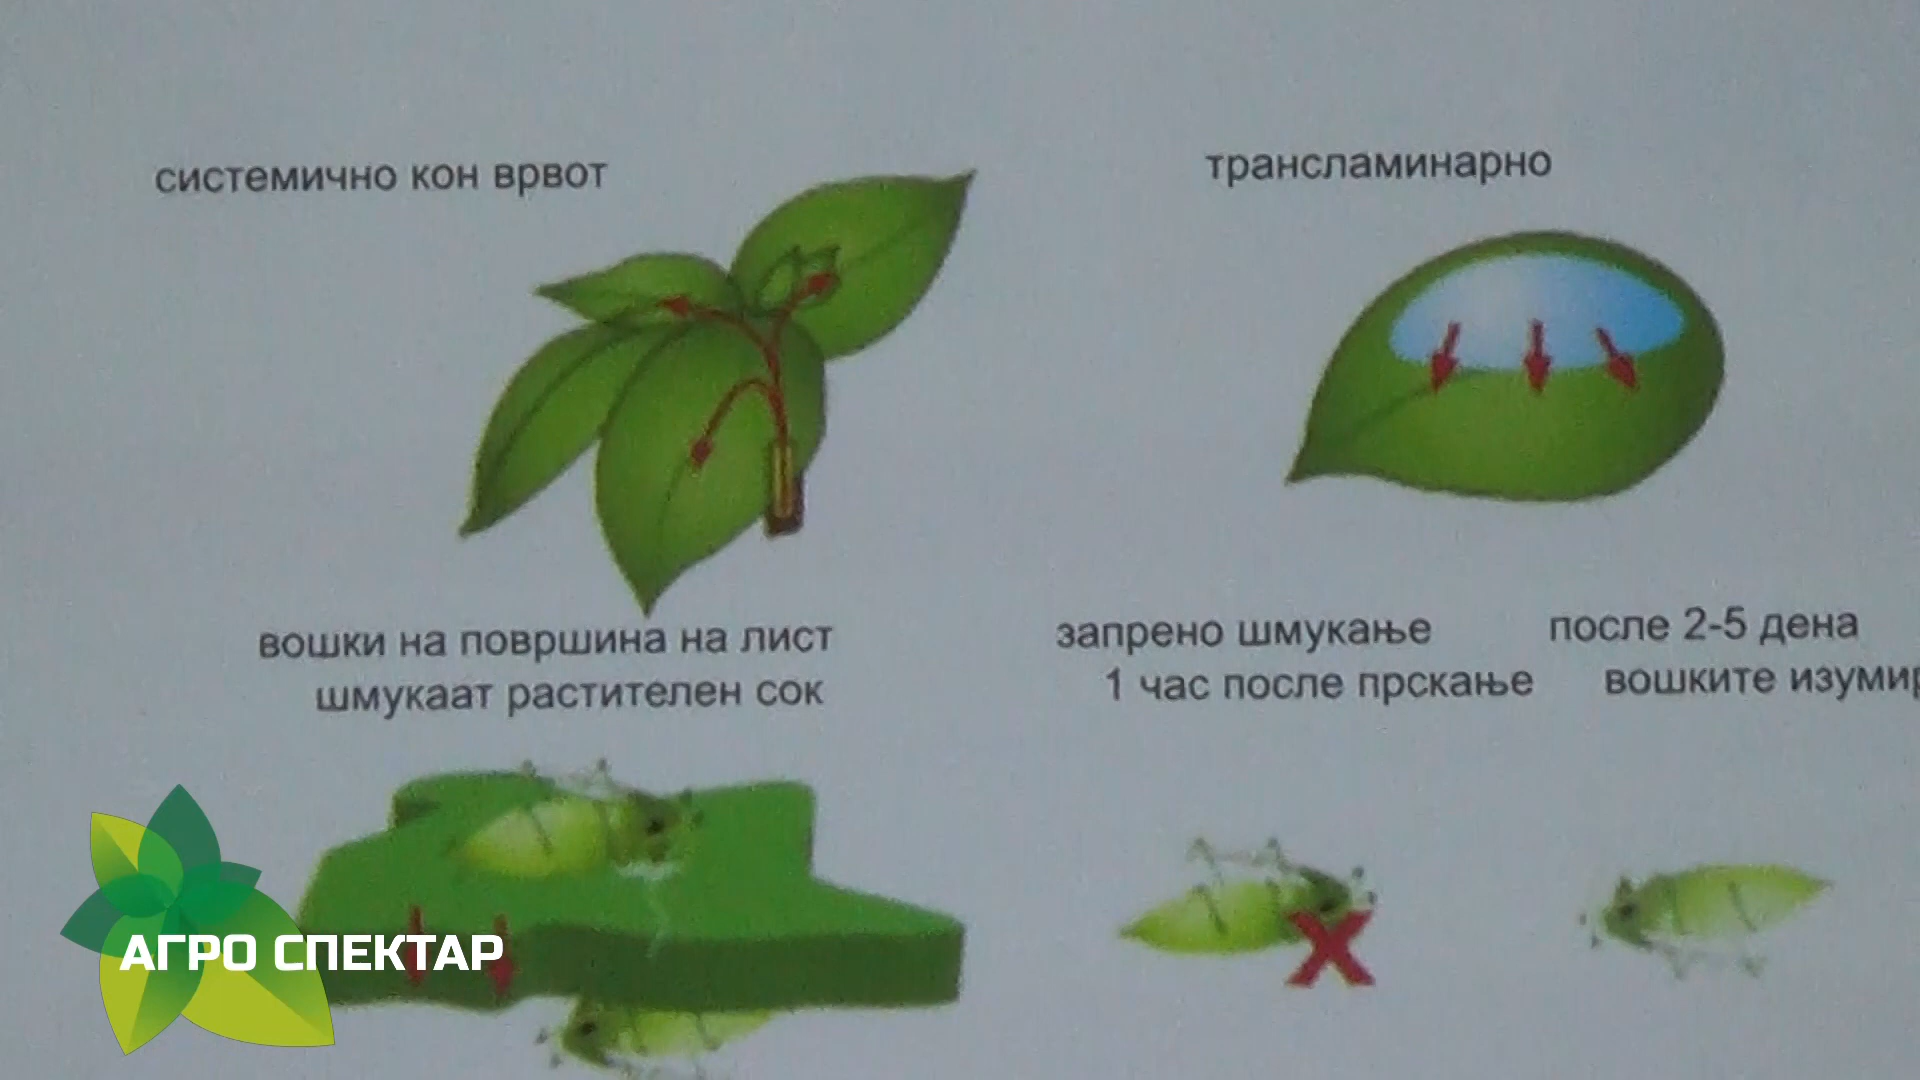 системично кон врвот
трансламинарно
вошки на површина на лист
шмукаат растителен сок
запрено шмукање
1 час после прскање
после 2-5 дена
вошките
АГРО СПЕКТАР